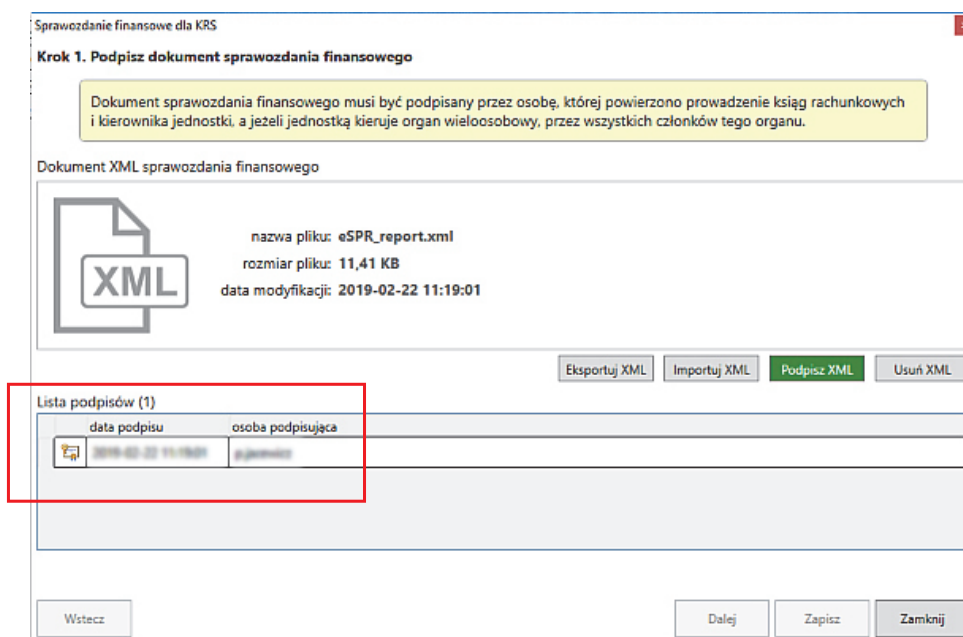 Sprawozdanie finansowe dla KRS
Krok 1. Podpisz dokument sprawozdania finansowego
Dokument sprawozdania finansowego musi być podpisany przez osobę, której powierzono prowadzenie ksiąg rachunkowych
i kierownika jednostki, a jeżeli jednostką kieruje organ wieloosobowy, przez wszystkich członków tego organu.
Dokument XML sprawozdania finansowego
XML
nazwa pliku: eSPR_report.xml
rozmiar pliku: 11,41 KB
data modyfikacji: 2019-02-22 11:19:01
Eksportuj XML Importuj XML Podpisz XML Usuń XML
Lista podpisów (1)
data podpisu osoba podpisująca
Wstecz Dalej Zapisz Zamknij